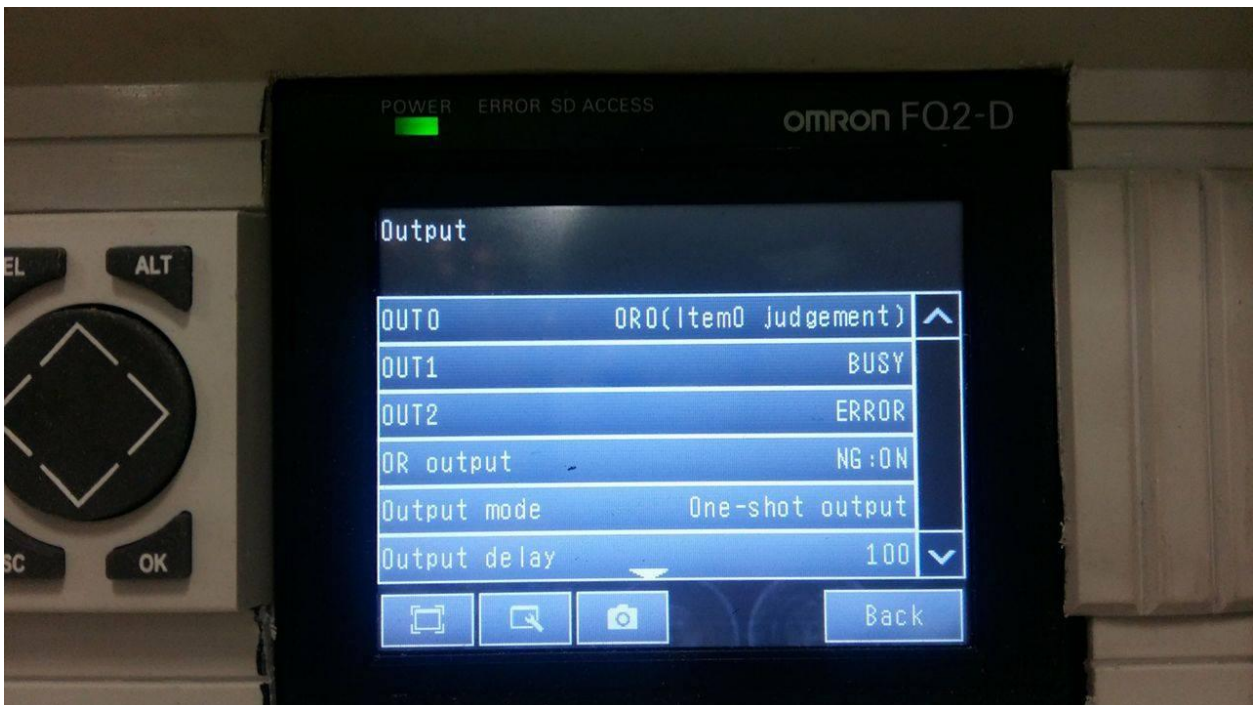 POWER ERROR SD ACCESS
omron FQ2-D
Output
OUT0 OR0(Item0 judgement)
OUT1 BUSY
OUT2 ERROR
OR output NG:ON
Output mode One-shot output
Output delay 100
Back
EL ALT
SC OK